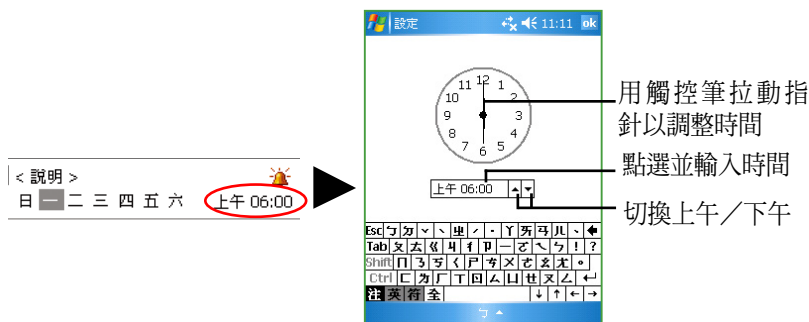 < 說明 >
日 一 二 三 四 五 六 上午 06:00
設定 11:11 ok
12
11 1
10 2
9 3
8 4
7 5
6
上午 06:00
用觸控筆拉動指
針以調整時間
點選並輸入時間
切換上午／下午
Esc ㄅ ㄉ ˇ ˋ ㄓ ˊ ˙ ㄚ ㄞ ㄢ ㄦ 、
Tab ㄆ ㄊ ㄍ ㄐ ㄔ ㄗ ㄧ ㄛ ㄟ ㄣ ! ?
Shift ㄇ ㄋ ㄎ ㄑ ㄕ ㄘ ㄨ ㄜ ㄠ ㄤ 。
Ctrl ㄈ ㄌ ㄏ ㄒ ㄖ ㄙ ㄩ ㄝ ㄡ ㄥ ↵
注 英 符 全 ↓ ↑ ← →
ㄅ